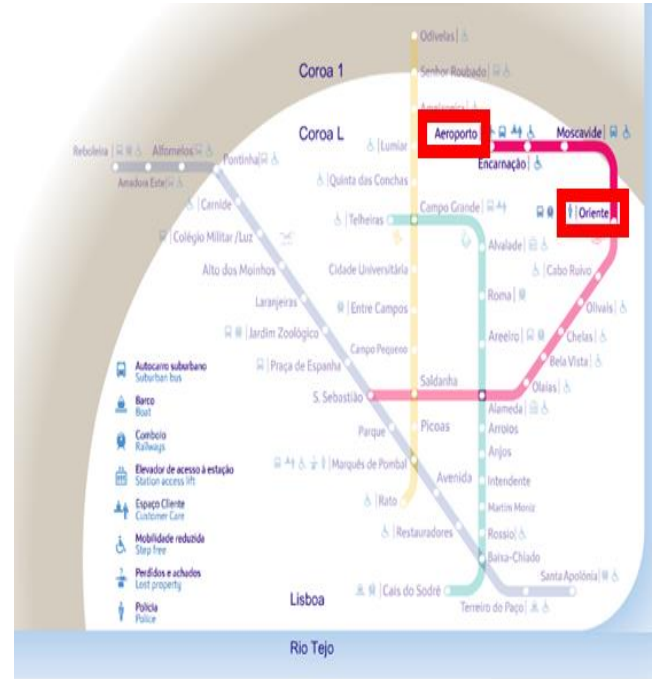 Odivelas
Coroa 1
Senhor Roubado
Ameixoeira
Coroa L
Lumiar
Aeroporto
Moscavide
Reboleira
Alfornelos
Pontinha
Encarnação
Amadora Este
Quinta das Conchas
Carnide
Telheiras
Campo Grande
Oriente
Colégio Militar /Luz
Alvalade
Alto dos Moinhos
Cidade Universitária
Cabo Ruivo
Laranjeiras
Entre Campos
Roma
Olivais
Jardim Zoológico
Campo Pequeno
Areeiro
Chelas
Praça de Espanha
Bela Vista
Saldanha
Olaias
S. Sebastião
Alameda
Parque
Picoas
Arroios
Anjos
Marquês de Pombal
Avenida
Intendente
Rato
Martim Moniz
Restauradores
Rossio
Baixa-Chiado
Santa Apolónia
Cais do Sodré
Terreiro do Paço
Lisboa
Rio Tejo
Autocarro suburbano
Suburban bus
Barco
Boat
Comboio
Railways
Elevador de acesso à estação
Station access lift
Espaço Cliente
Customer Care
Mobilidade reduzida
Step free
Perdidos e achados
Lost property
Polícia
Police